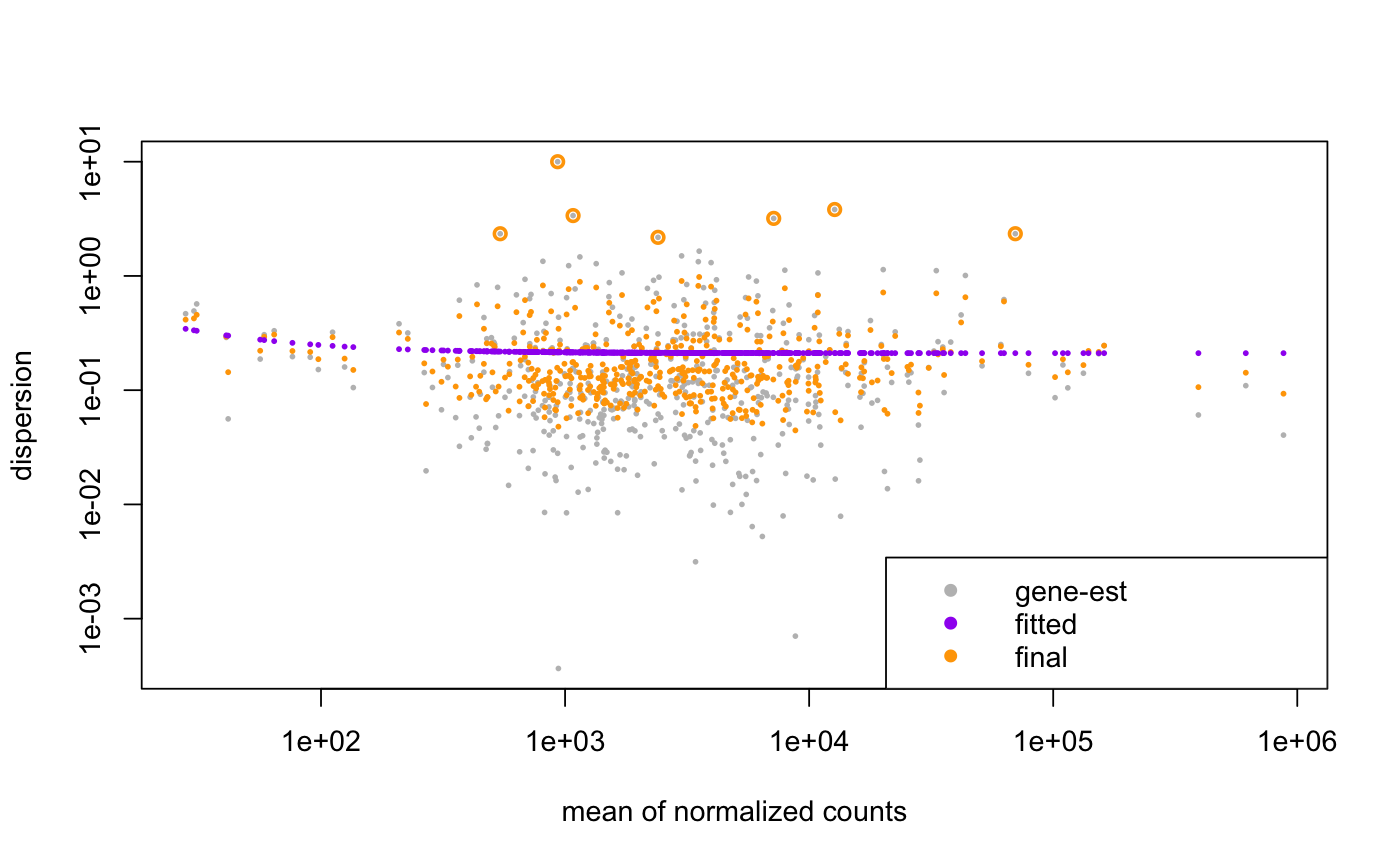 dispersion
1e+01
1e+00
1e-01
1e-02
1e-03
gene-est
fitted
final
1e+02 1e+03 1e+04 1e+05 1e+06
mean of normalized counts